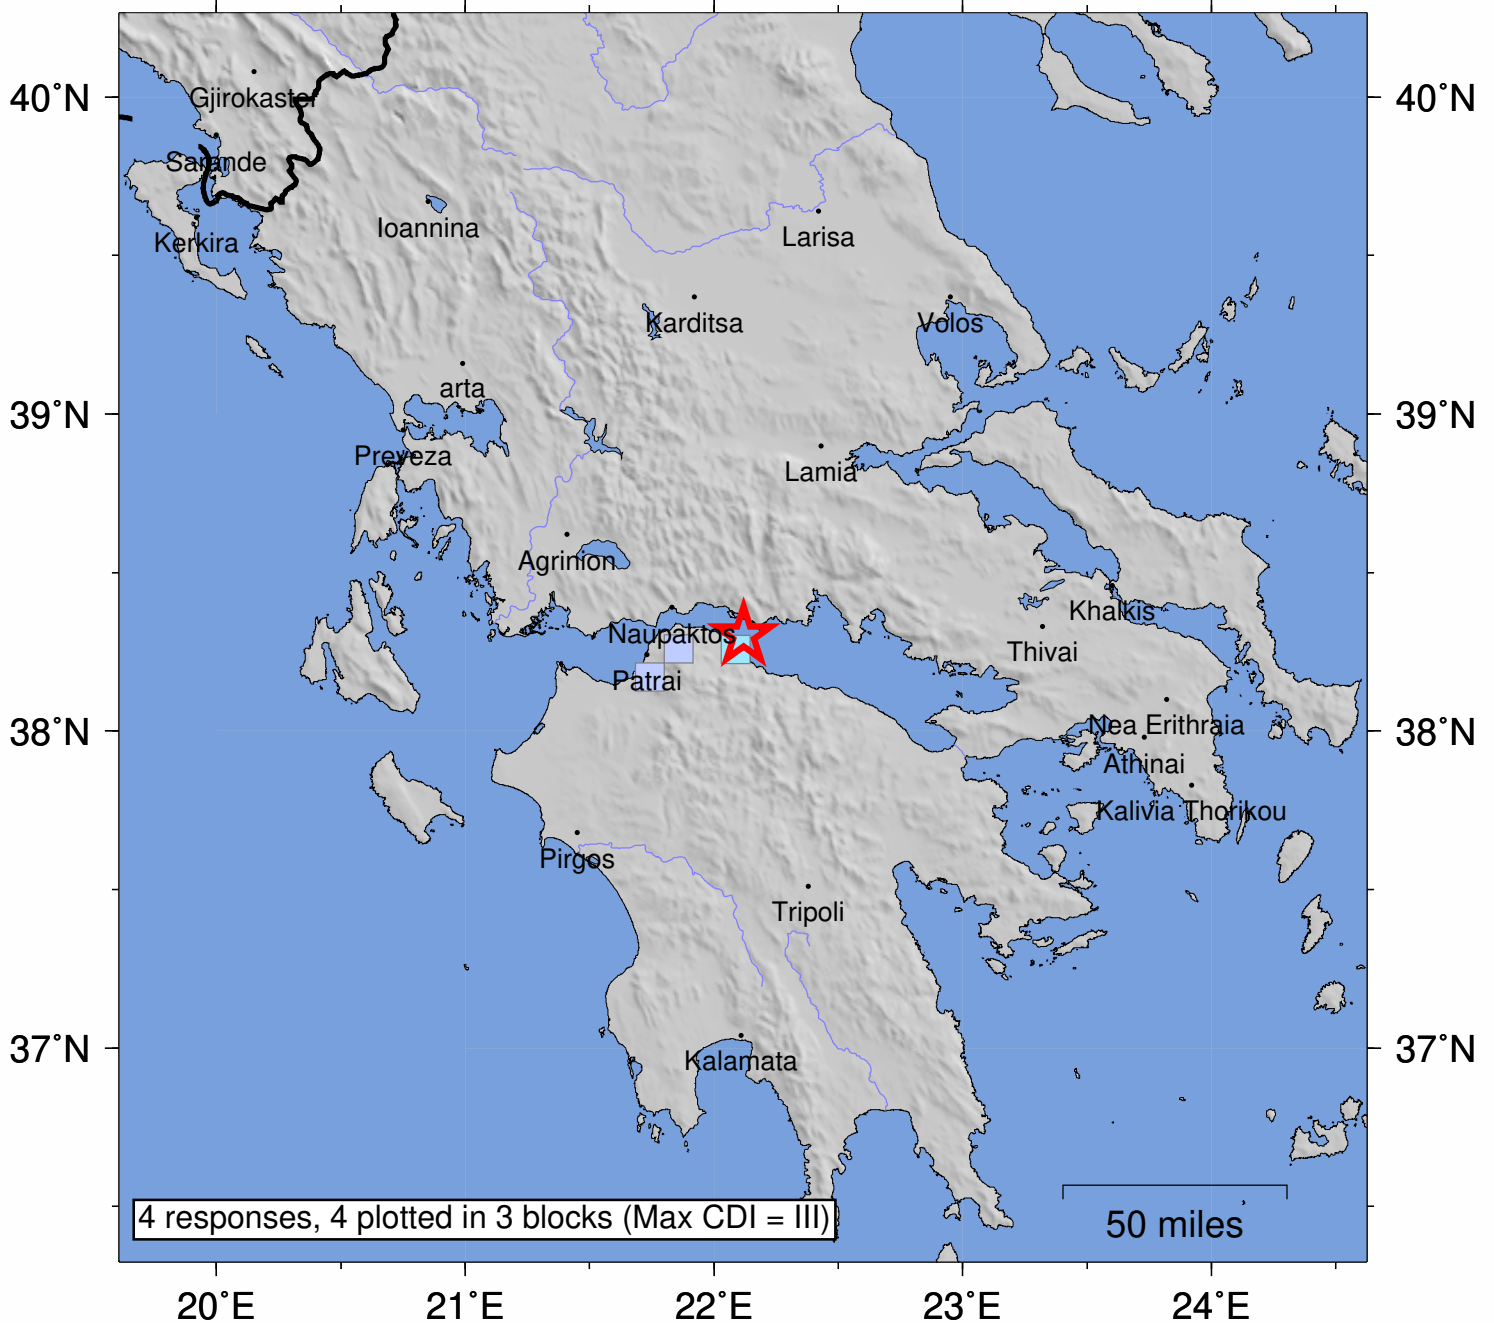 40°N
40°N
Gjirokaster
Sarande
Ioannina
Kerkira
Larisa
Karditsa
Volos
arta
39°N
39°N
Preveza
Lamia
Agrinion
Khalkis
Naupaktos
Thivai
Patrai
38°N
38°N
Nea Erithraia
Athinai
Kalivia Thorikou
Pirgos
Tripoli
37°N
37°N
Kalamata
4 responses, 4 plotted in 3 blocks (Max CDI = III)
50 miles
20°E
21°E
22°E
23°E
24°E